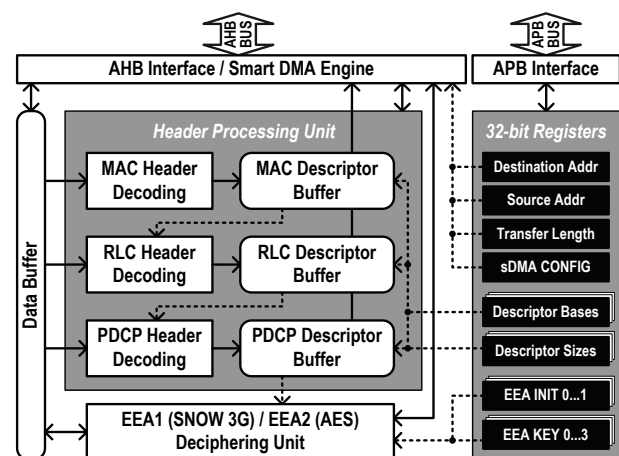 AHB
BUS
APB
BUS
AHB Interface / Smart DMA Engine
APB Interface
Data Buffer
Header Processing Unit
MAC Header
Decoding
MAC Descriptor
Buffer
RLC Header
Decoding
RLC Descriptor
Buffer
PDCP Header
Decoding
PDCP Descriptor
Buffer
EEA1 (SNOW 3G) / EEA2 (AES)
Deciphering Unit
32-bit Registers
Destination Addr
Source Addr
Transfer Length
sDMA CONFIG
Descriptor Bases
Descriptor Sizes
EEA INIT 0...1
EEA KEY 0...3